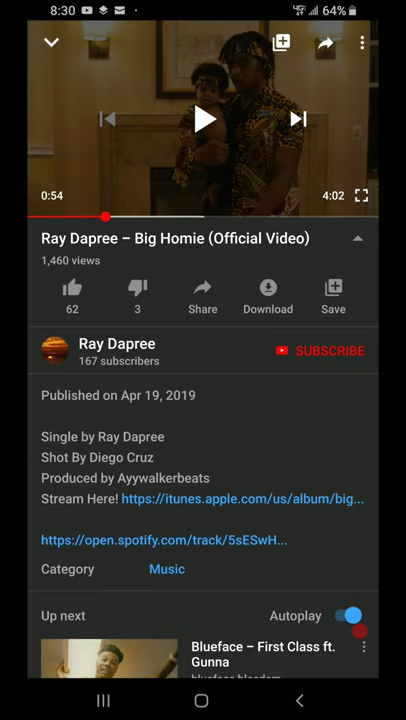 8:30
64%
0:54
4:02
Ray Dapree – Big Homie (Official Video)
1,460 views
62
3
Share
Download
Save
Ray Dapree
167 subscribers
SUBSCRIBE
Published on Apr 19, 2019
Single by Ray Dapree
Shot By Diego Cruz
Produced by Ayywalkerbeats
Stream Here! https://itunes.apple.com/us/album/big...
https://open.spotify.com/track/5sESwH...
Category Music
Up next
Autoplay
Blueface – First Class ft.
Gunna